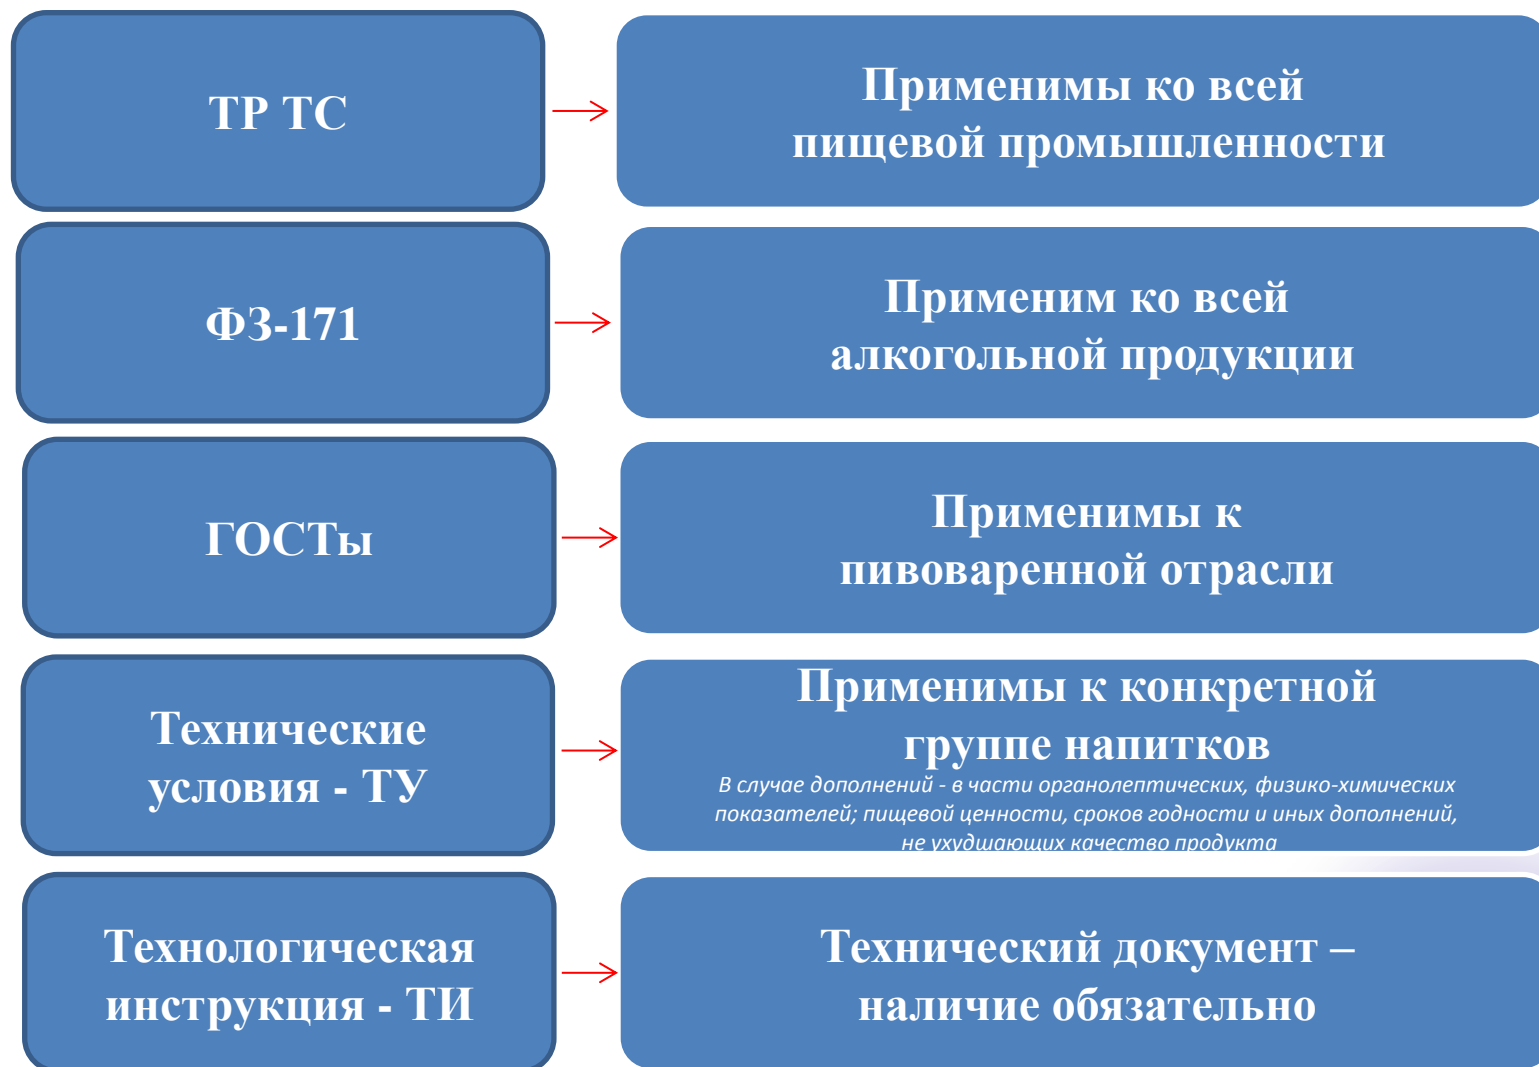 ТР ТС
Применимы ко всей
пищевой промышленности
ФЗ-171
Применим ко всей
алкогольной продукции
ГОСТы
Применимы к
пивоваренной отрасли
Технические
условия - ТУ
Применимы к конкретной
группе напитков
В случае дополнений - в части органолептических, физико-химических
показателей; пищевой ценности, сроков годности и иных дополнений,
не ухудшающих качество продукта
Технологическая
инструкция - ТИ
Технический документ –
наличие обязательно